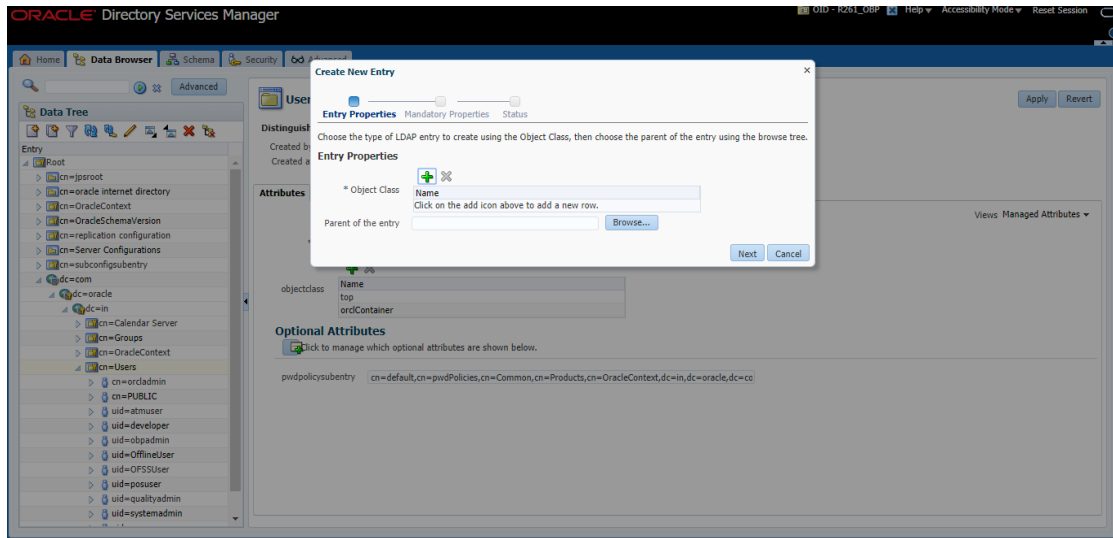 ORACLE Directory Services Manager
OID - R261_OBP Help Accessibility Mode Reset Session
Home Data Browser Schema Security
Advanced
Data Tree
Entry
Root
cn=jpsroot
cn=oracle internet directory
cn=OracleContext
cn=OracleSchemaVersion
cn=replication configuration
cn=Server Configurations
cn=subconfigsubentry
dc=com
dc=oracle
dc=in
cn=Calendar Server
cn=Groups
cn=OracleContext
cn=Users
cn=orcladmin
cn=PUBLIC
uid=atmuser
uid=developer
uid=obpadmin
uid=OfflineUser
uid=OFSSUser
uid=posuser
uid=qualityadmin
uid=systemadmin
User
Apply Revert
Distinguish
Created b
Created a
Attributes
Views Managed Attributes
Create New Entry
Entry Properties Mandatory Properties Status
Choose the type of LDAP entry to create using the Object Class, then choose the parent of the entry using the browse tree.
Entry Properties
* Object Class
Name
Click on the add icon above to add a new row.
Parent of the entry Browse...
Next Cancel
objectclass
Name
top
orclContainer
Optional Attributes
Click to manage which optional attributes are shown below.
pwdpolicysubentry cn=default,cn=pwdPolicies,cn=Common,cn=Products,cn=OracleContext,dc=in,dc=oracle,dc=co